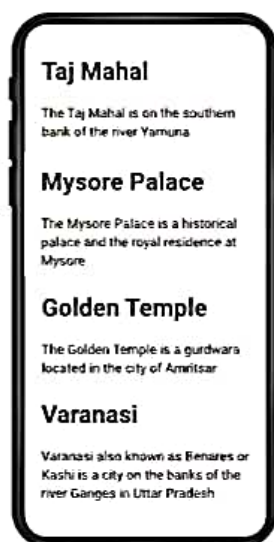 Taj Mahal
The Taj Mahal is on the southern
bank of the river Yamuna
Mysore Palace
The Mysore Palace is a historical
palace and the royal residence at
Mysore
Golden Temple
The Golden Temple is a gurdwara
located in the city of Amritsar
Varanasi
Varanasi also known as Benares or
Kashi is a city on the banks of the
river Ganges in Uttar Pradesh